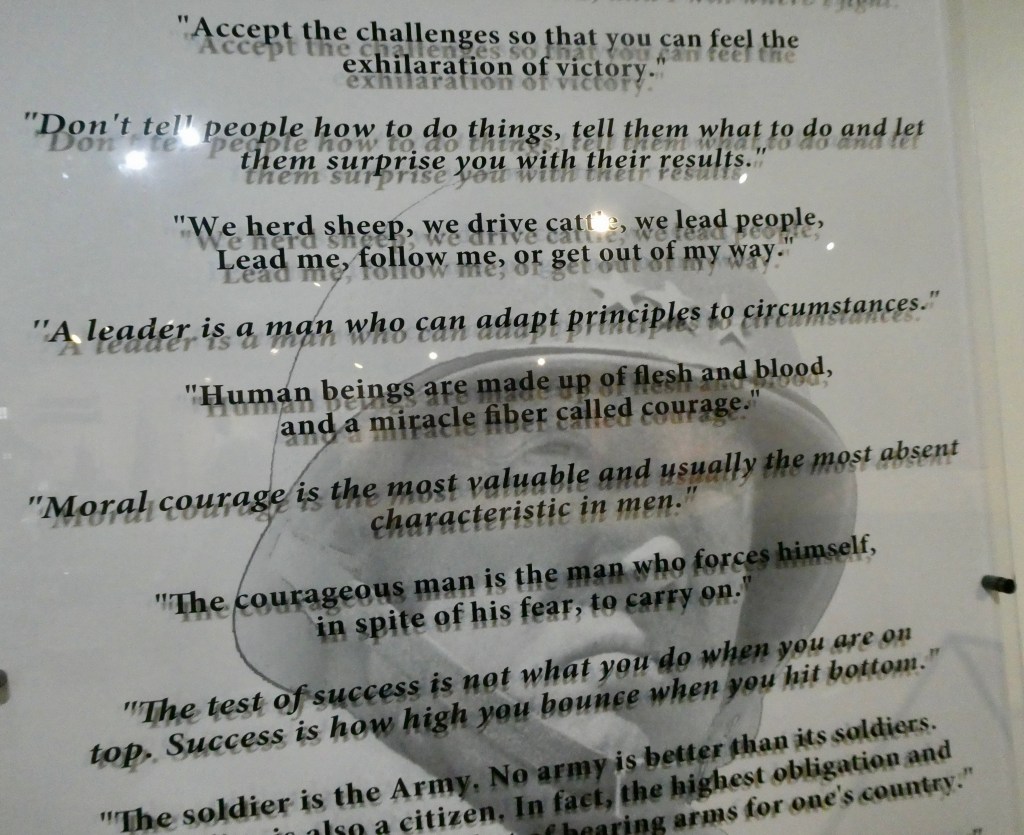 "Accept the challenges so that you can feel the
exhilaration of victory."
"Don't tell people how to do things, tell them what to do and let
them surprise you with their results."
"We herd sheep, we drive cattle, we lead people,
Lead me, follow me, or get out of my way."
"A leader is a man who can adapt principles to circumstances."
"Human beings are made up of flesh and blood,
and a miracle fiber called courage."
"Moral courage is the most valuable and usually the most absent
characteristic in men."
"The courageous man is the man who forces himself,
in spite of his fear, to carry on."
"The test of success is not what you do when you are on
top. Success is how high you bounce when you hit bottom."
"The soldier is the Army. No army is better than its soldiers.
is also a citizen. In fact, the highest obligation and
of bearing arms for one's country."